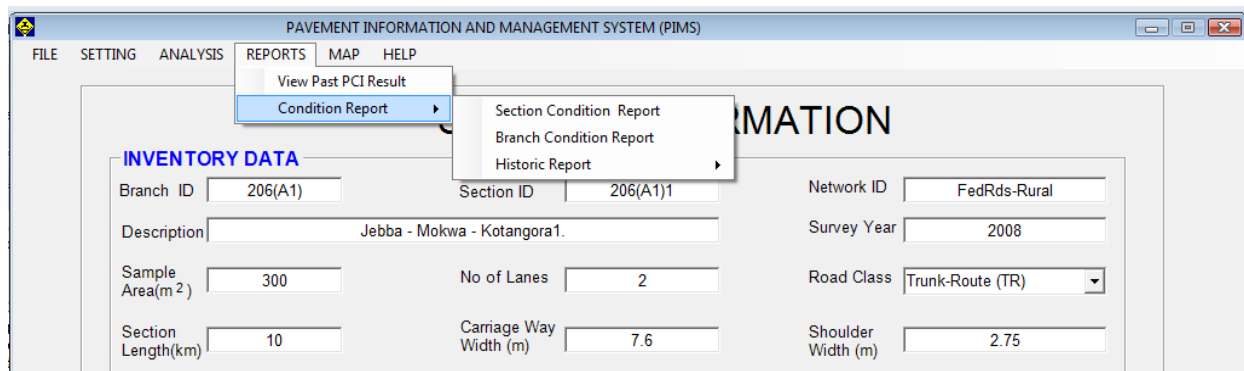 PAVEMENT INFORMATION AND MANAGEMENT SYSTEM (PIMS)
FILE SETTING ANALYSIS REPORTS MAP HELP
View Past PCI Result
Condition Report
Section Condition Report
Branch Condition Report
Historic Report
INVENTORY DATA
Branch ID 206(A1) Section ID 206(A1)1 Network ID FedRds-Rural
Description Jebba - Mokwa - Kotangora1. Survey Year 2008
Sample Area(m2) 300 No of Lanes 2 Road Class Trunk-Route (TR)
Section Length(km) 10 Carriage Way Width (m) 7.6 Shoulder Width (m) 2.75